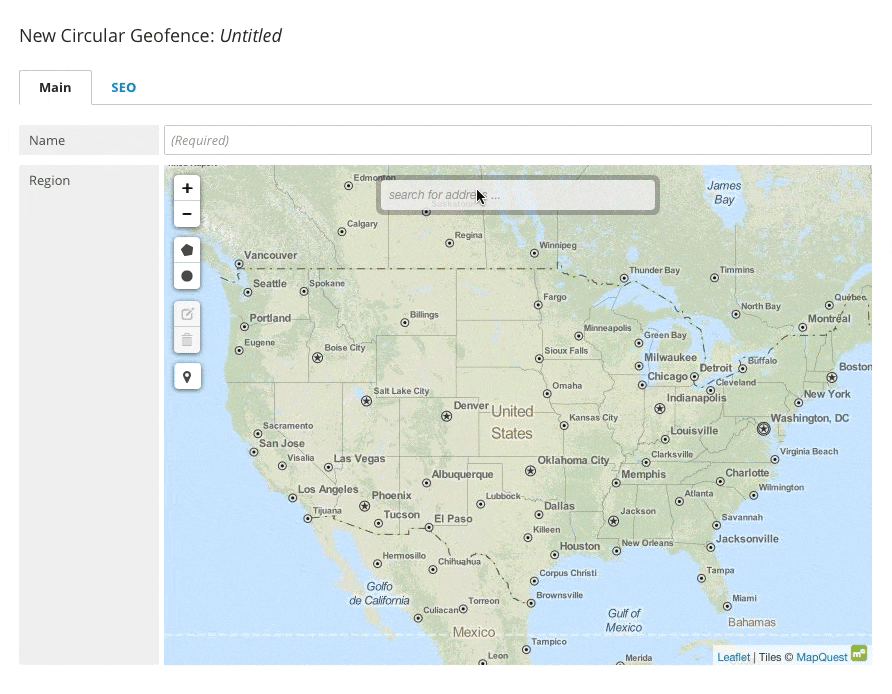 New Circular Geofence: Untitled
Main SEO
Name (Required)
Region
+
−
search for addre ...
Edmonton
James
Bay
Calgary
Regina
Winnipeg
Vancouver
Thunder Bay
Timmins
Seattle
Spokane
Fargo
North Bay
Québec
Portland
Billings
Montréal
Minneapolis
Green Bay
Eugene
Boise City
Sioux Falls
Milwaukee
Buffalo
Chicago
Detroit
Boston
Cleveland
Salt Lake City
Omaha
New York
Indianapolis
Denver
United
States
Kansas City
Washington, DC
Sacramento
Louisville
San Jose
Virginia Beach
Visalia
Las Vegas
Clarksville
Oklahoma City
Albuquerque
Memphis
Charlotte
Los Angeles
Wilmington
Phoenix
Lubbock
Atlanta
Tijuana
Tucson
El Paso
Dallas
Jackson
Savannah
Killeen
Jacksonville
Houston
New Orleans
Hermosillo
Chihuahua
Tampa
Corpus Christi
Golfo
de California
Brownsville
Miami
Culiacan
Torreon
Gulf of
Mexico
Bahamas
Mexico
Tampico
Leon
Merida
Leaflet | Tiles © MapQuest m